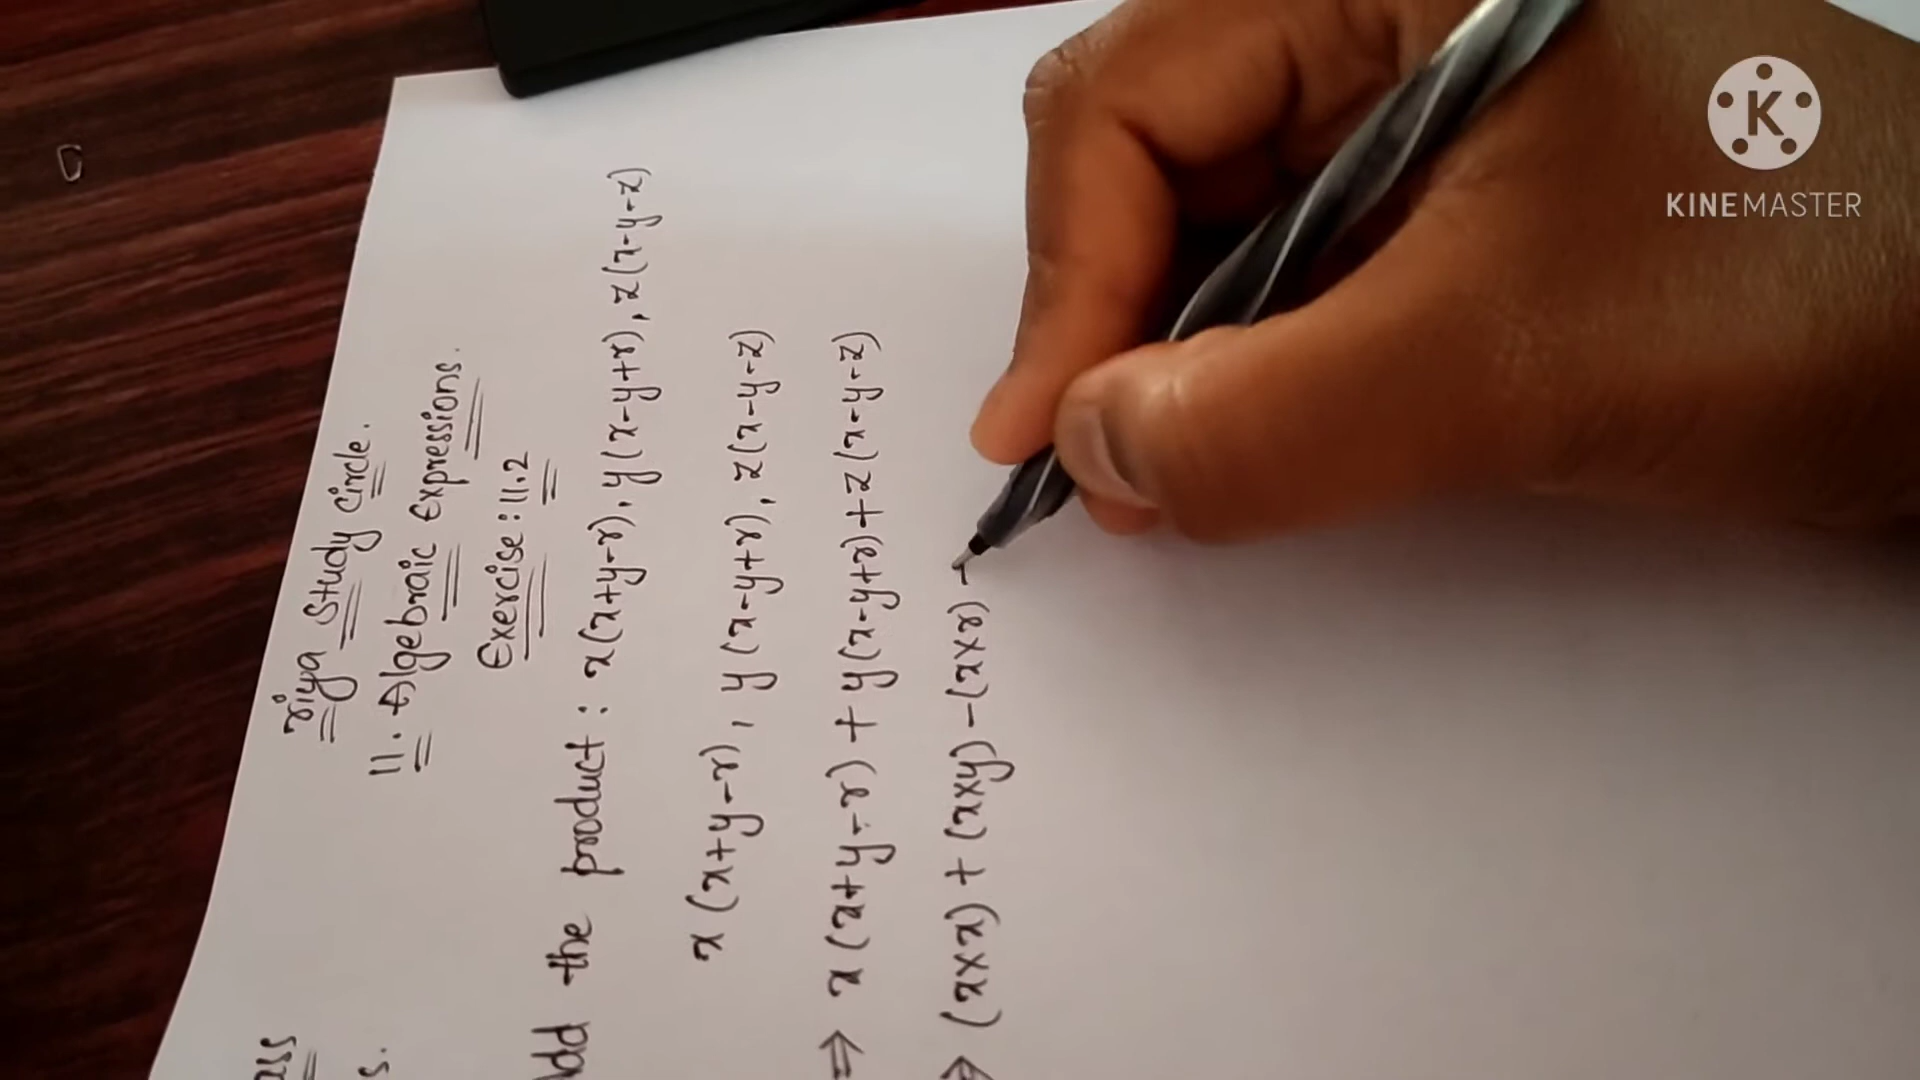 riya study circle.
11. Algebraic Expressions.
Exercise: 11.2
Add the product : x(x+y-r), y(x-y+r), z(x-y-z)
x(x+y-r), y(x-y+r), z(x-y-z)
⇒ x(x+y-r) + y(x-y+r)+z(x-y-z)
⇒ (x×x) + (x×y) - (x×r) -
KINEMASTER